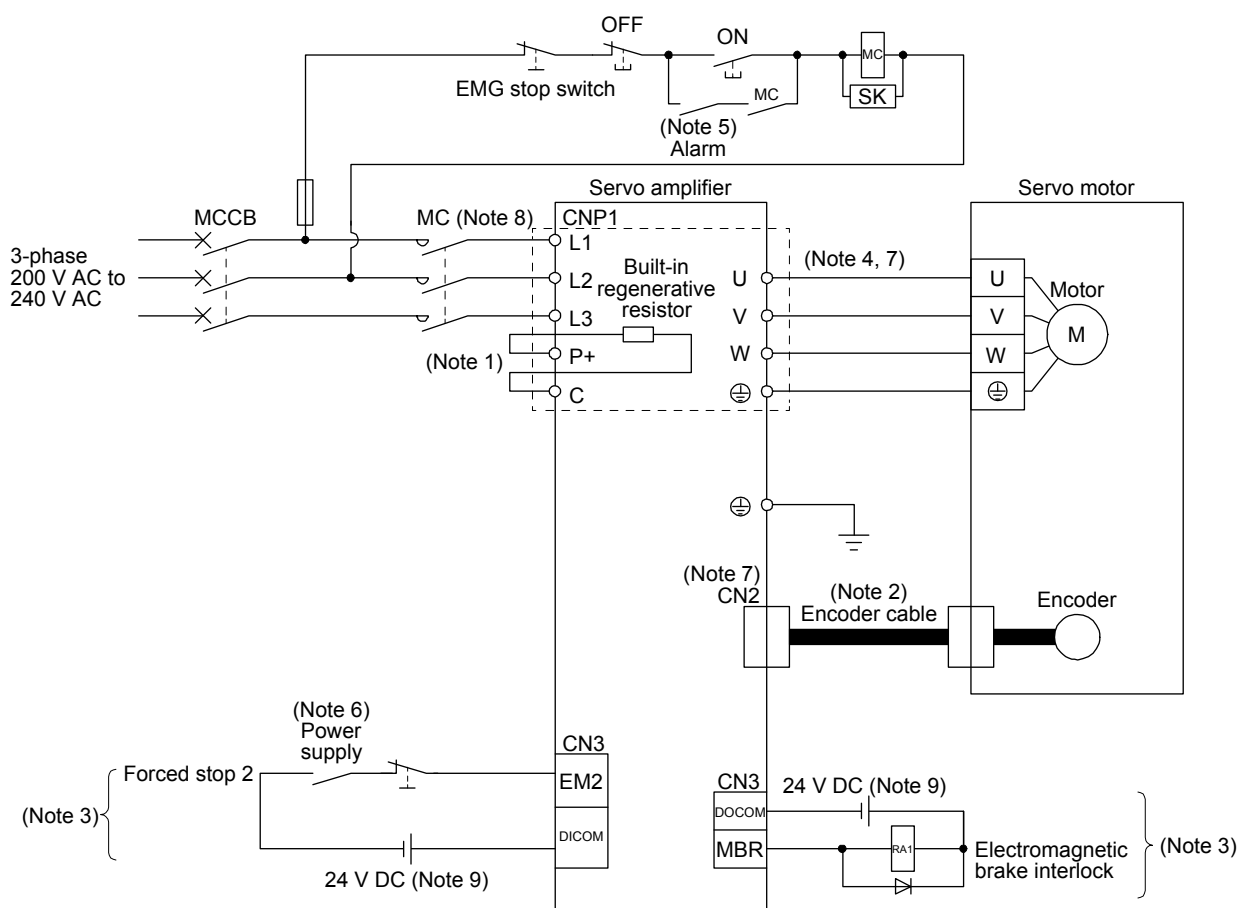 OFF
ON
MC
EMG stop switch
SK
MC
(Note 5)
Alarm
Servo amplifier
Servo motor
MCCB
MC (Note 8)
CNP1
3-phase
200 V AC to
240 V AC
L1
L2
L3
P+
C
Built-in
regenerative
resistor
(Note 1)
U
V
W
(Note 4, 7)
U
V
W
Motor
M
(Note 7)
CN2
(Note 2)
Encoder cable
Encoder
(Note 6)
Power
supply
CN3
Forced stop 2
EM2
(Note 3)
DICOM
24 V DC (Note 9)
CN3
24 V DC (Note 9)
DOCOM
MBR
RA1
Electromagnetic
brake interlock
(Note 3)